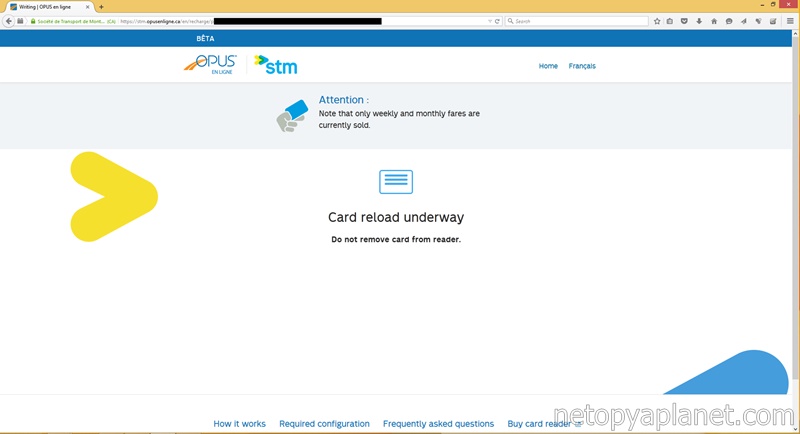 Writing | OPUS en ligne
Société de Transport de Mont... (CA)
https://stm.opusenligne.ca/en/recharge/p
Search
BÊTA
OPUS
EN LIGNE
stm
Home
Français
Attention :
Note that only weekly and monthly fares are
currently sold.
Card reload underway
Do not remove card from reader.
How it works
Required configuration
Frequently asked questions
Buy card reader
netopyaplanet.com